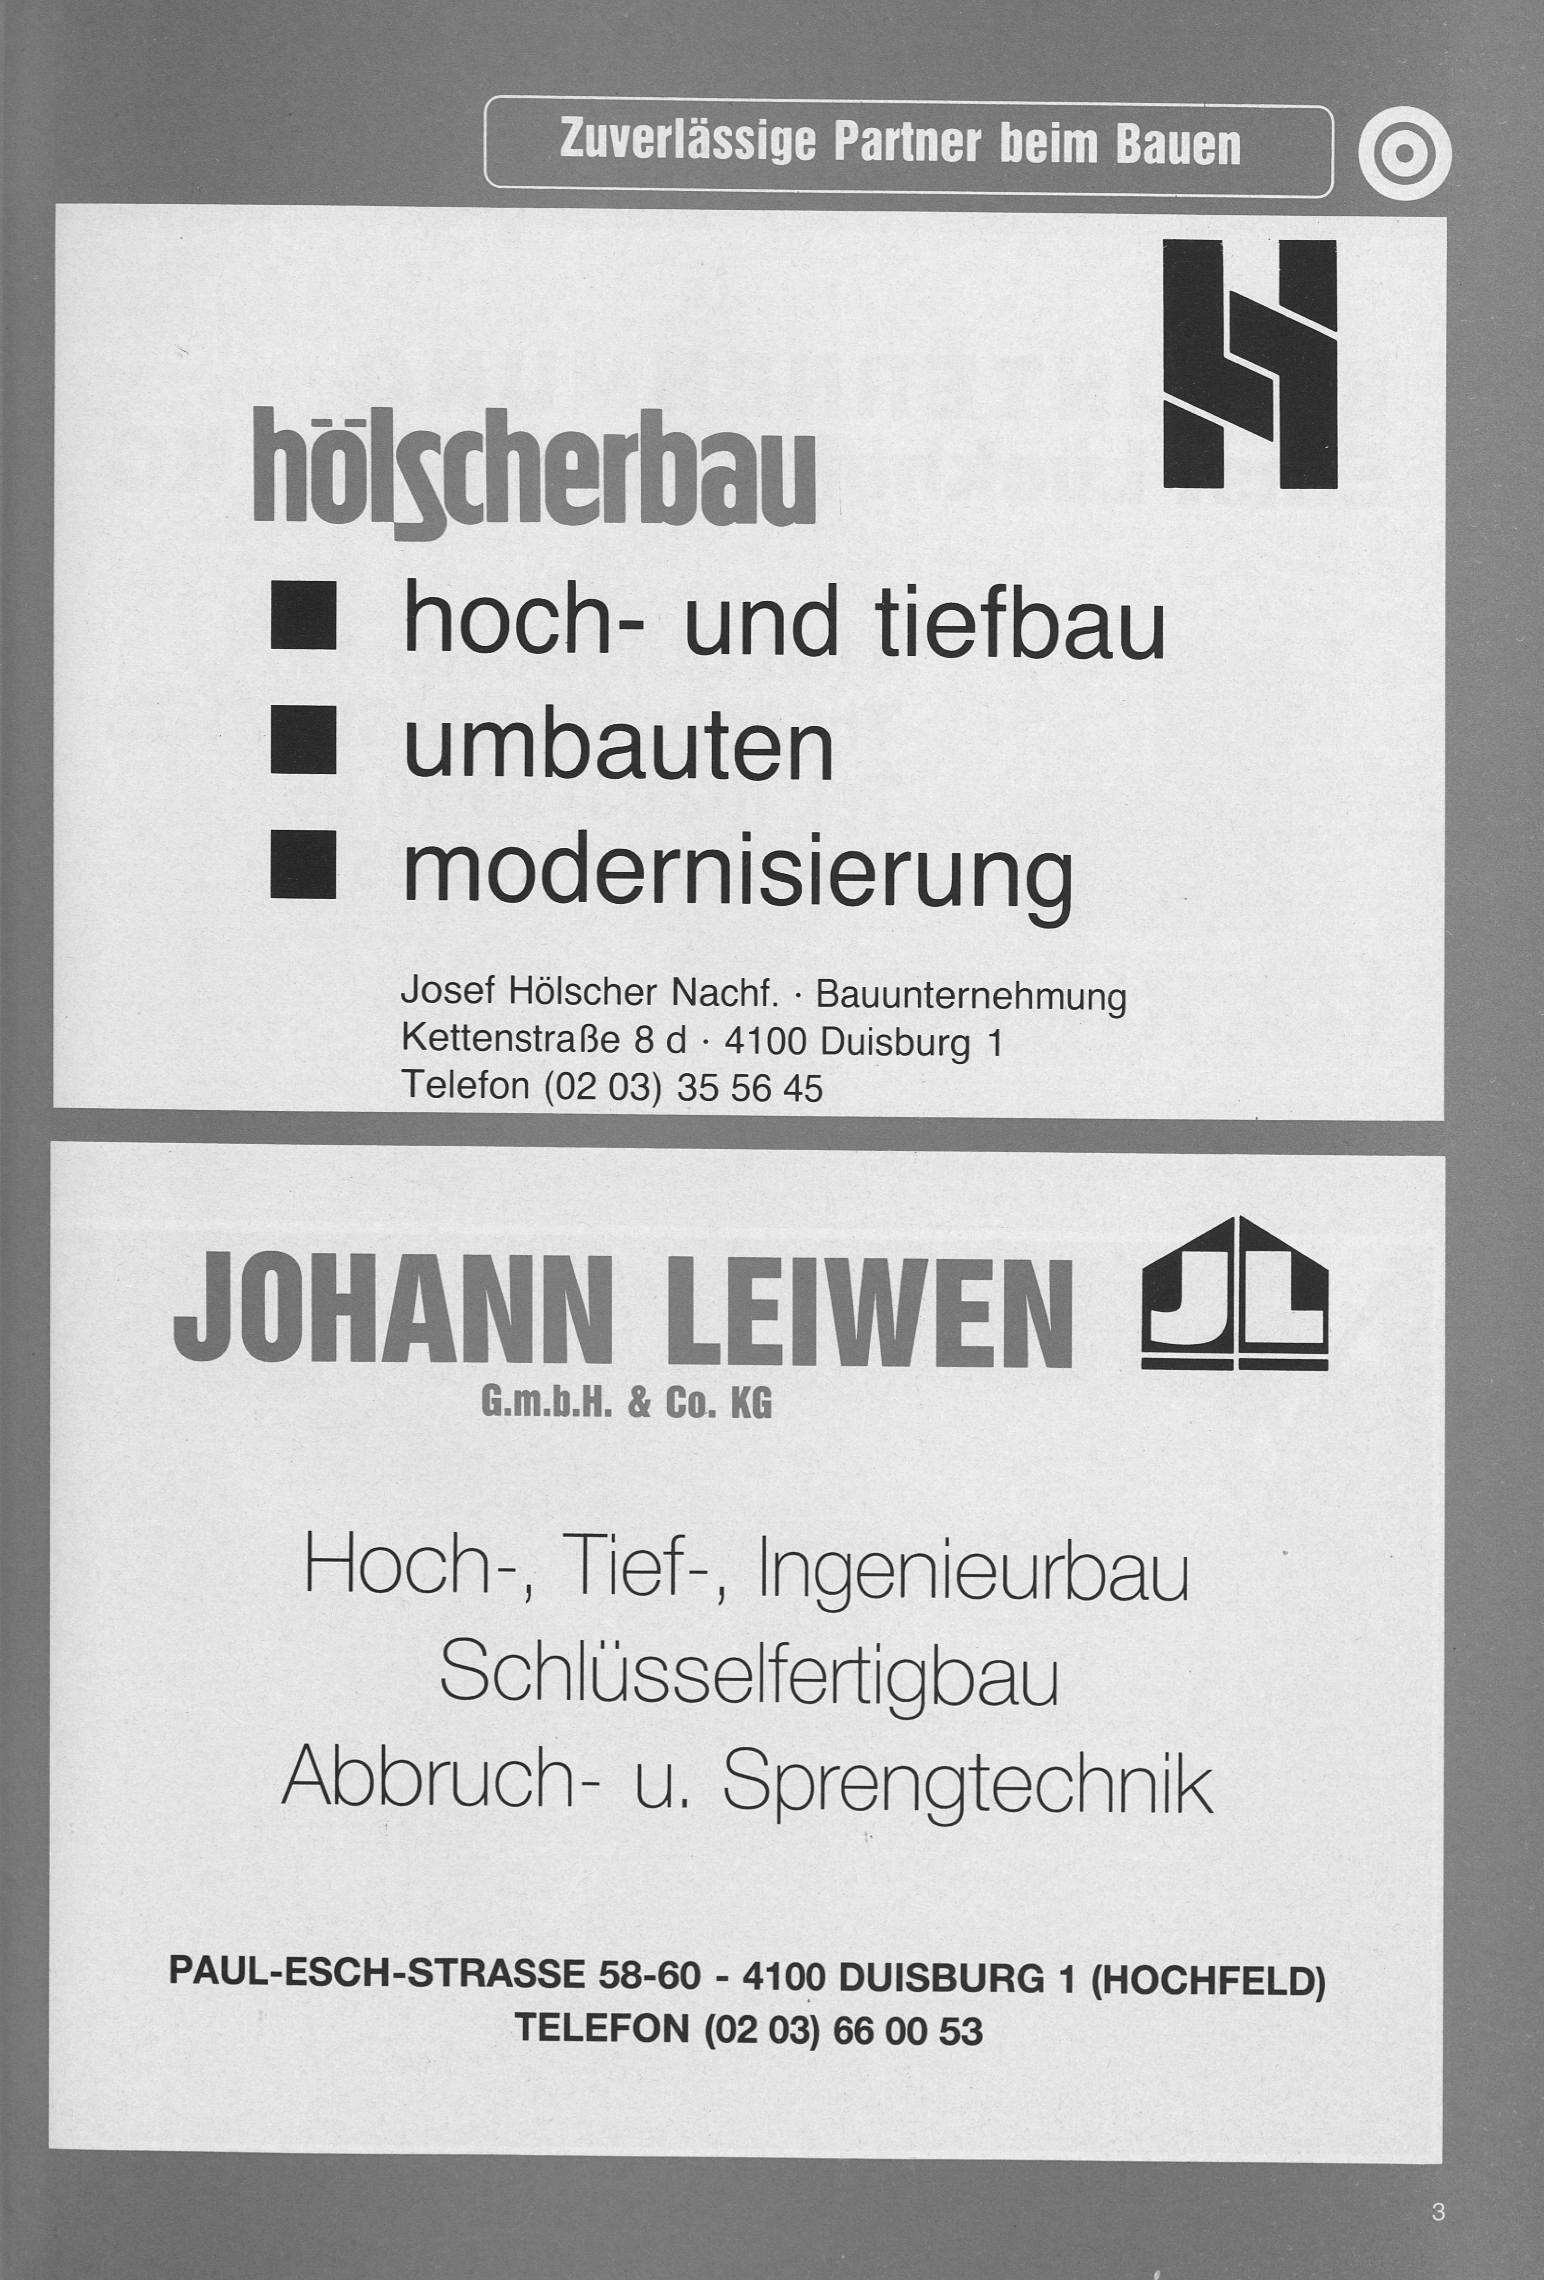 Zuverlässige Partner beim Bauen
hölscherbau
hoch- und tiefbau
umbauten
modernisierung
Josef Hölscher Nachf. · Bauunternehmung
Kettenstraße 8 d · 4100 Duisburg 1
Telefon (02 03) 35 56 45
JOHANN LEIWEN
JL
G.m.b.H. & Co. KG
Hoch-, Tief-, Ingenieurbau
Schlüsselfertigbau
Abbruch- u. Sprengtechnik
PAUL-ESCH-STRASSE 58-60 - 4100 DUISBURG 1 (HOCHFELD)
TELEFON (02 03) 66 00 53
3